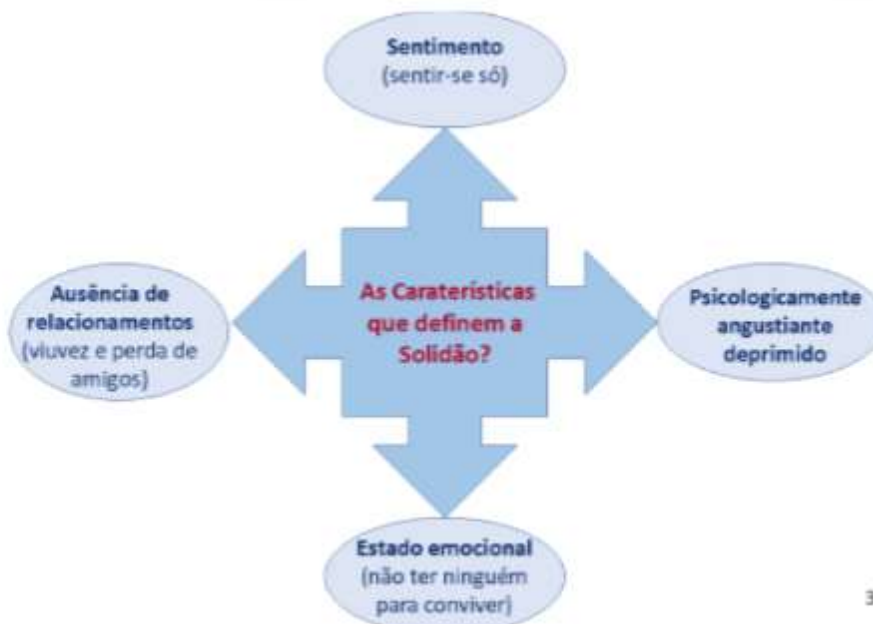 Sentimento
(sentir-se só)
Ausência de
relacionamentos
(viuvez e perda de
amigos)
As Caraterísticas
que definem a
Solidão?
Psicologicamente
angustiante
deprimido
Estado emocional
(não ter ninguém
para conviver)
3